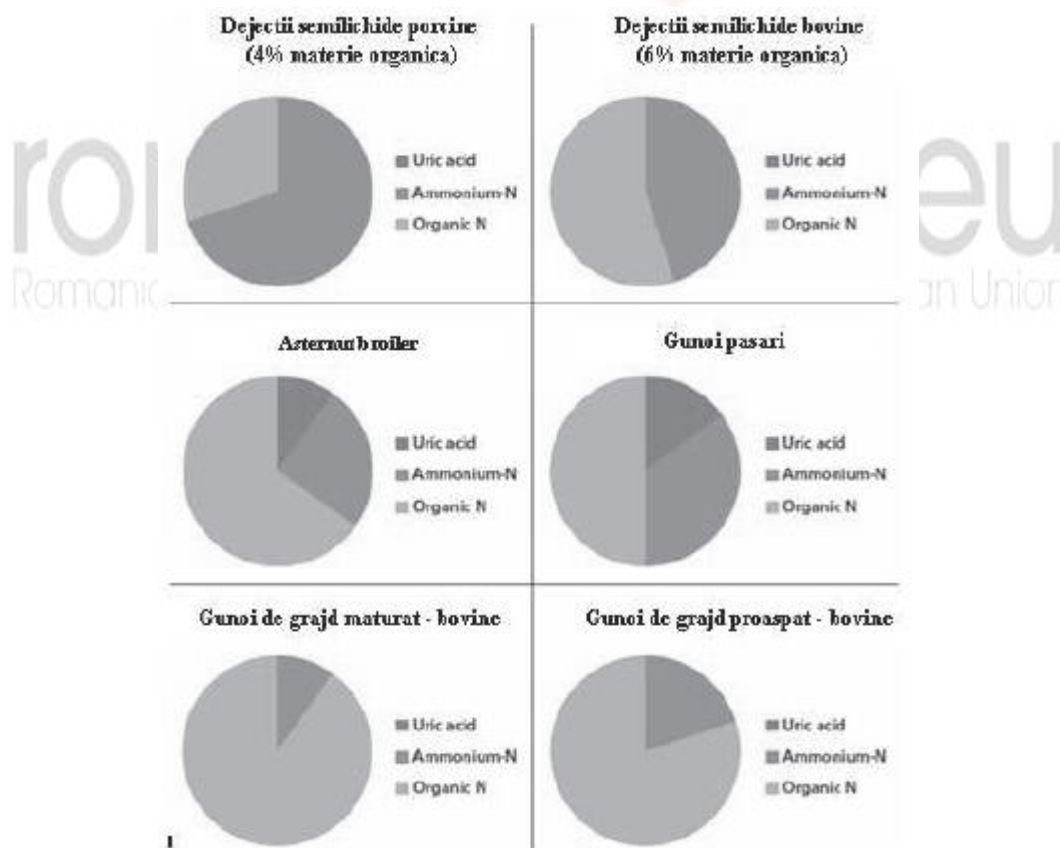 Dejectii semilichide porcine
(4% materie organica)
Uric acid
Ammonium-N
Organic N
Dejectii semilichide bovine
(6% materie organica)
Uric acid
Ammonium-N
Organic N
Asternut broiler
Uric acid
Ammonium-N
Organic N
Gunoi pasari
Uric acid
Ammonium-N
Organic N
Gunoi de grajd maturat - bovine
Uric acid
Ammonium-N
Organic N
Gunoi de grajd proaspat - bovine
Uric acid
Ammonium-N
Organic N
eu
Union